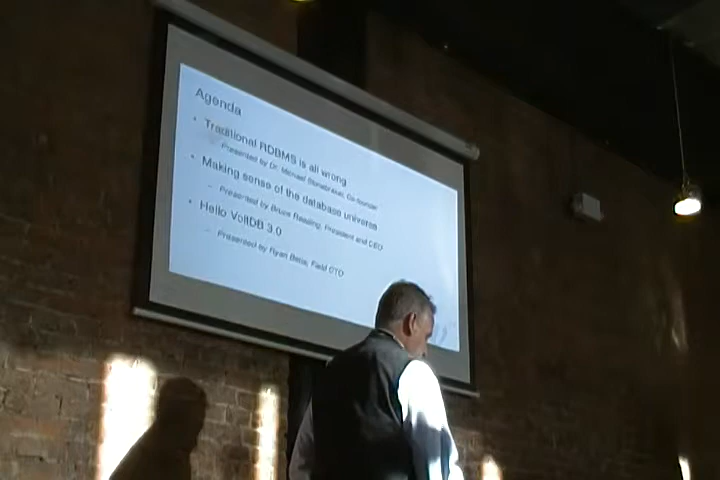 Agenda
• Traditional RDBMS is all wrong
– Presented by Dr. Michael Stonebraker, Co-founder
• Making sense of the database universe
– Presented by Bruce Reading, President and CEO
• Hello VoltDB 3.0
– Presented by Ryan Betts, Field CTO